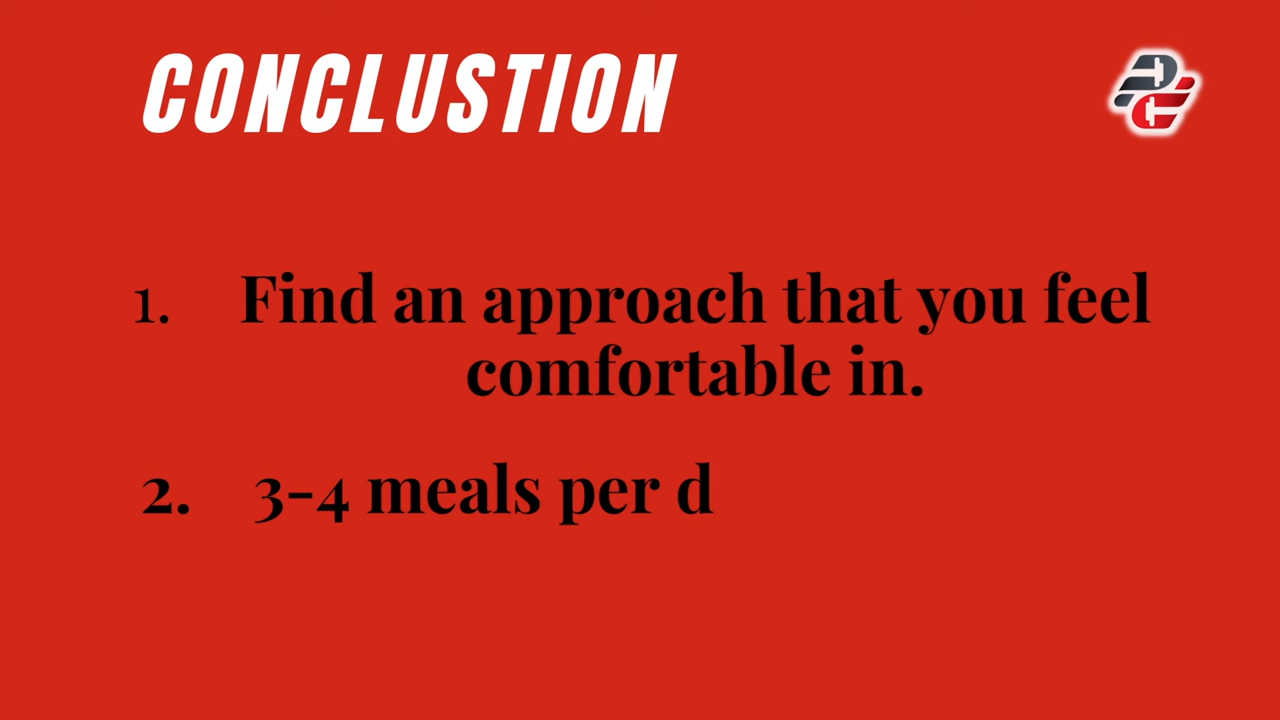 CONCLUSTION
1. Find an approach that you feel
comfortable in.
2. 3-4 meals per d